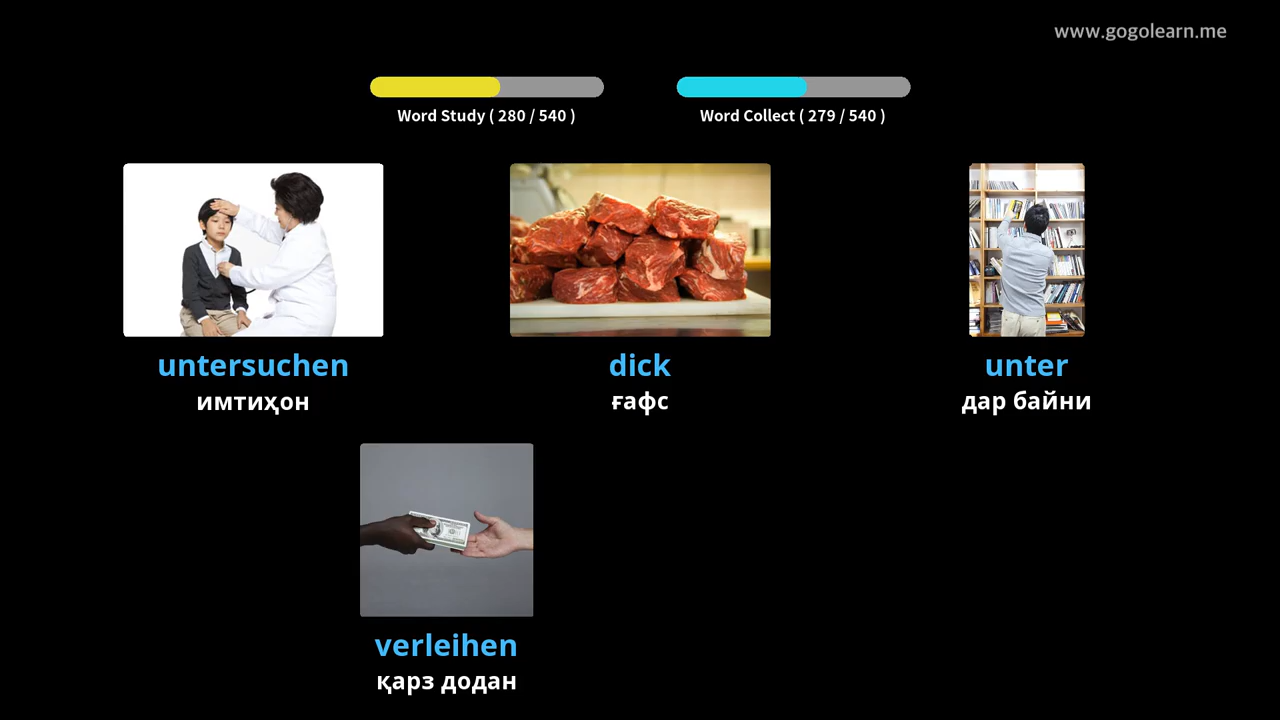 www.gogolearn.me
Word Study ( 280 / 540 )
Word Collect ( 279 / 540 )
untersuchen
имтиҳон
dick
ғафс
unter
дар байни
verleihen
қарз додан